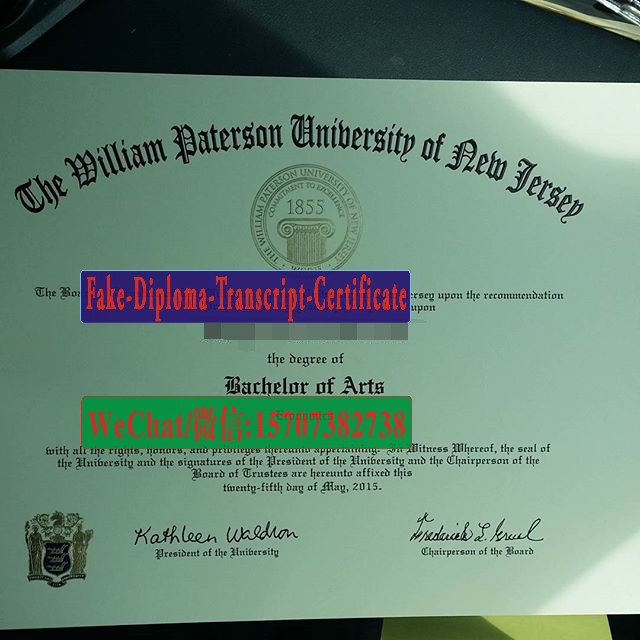 The William Paterson University of New Jersey
THE WILLIAM PATERSON UNIVERSITY OF NEW JERSEY
COMMITMENT TO EXCELLENCE
1855
The ersey upon the recommendation
Fake-Diploma-Transcript-Certificate
upon
the degree of
Bachelor of Arts
WeChat/微信:15707382738
with all the rights, honors, and privileges thereunto appertaining. In Witness Whereof, the seal of
the University and the signatures of the President of the University and the Chairperson of the
Board of Trustees are hereunto affixed this
twenty-fifth day of May, 2015.
Kathleen Waldron
President of the University
Chairperson of the Board